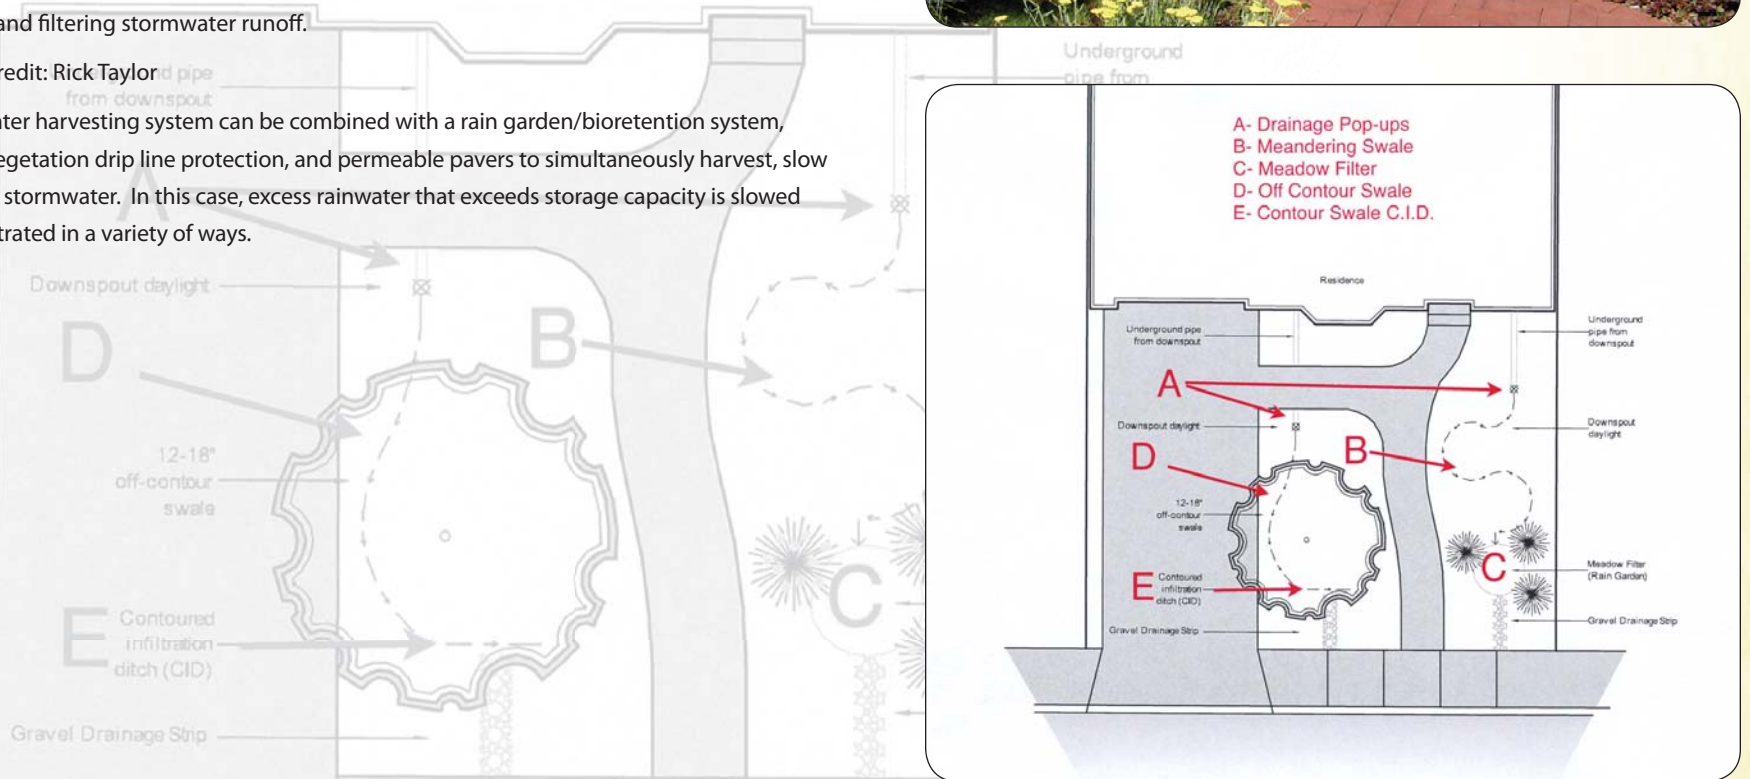 and filtering stormwater runoff.
redit: Rick Taylor
ter harvesting system can be combined with a rain garden/bioretention system,
egetation drip line protection, and permeable pavers to simultaneously harvest, slow
stormwater. In this case, excess rainwater that exceeds storage capacity is slowed
trated in a variety of ways.
Underground pipe
from downspout
Underground
pipe from
A
Downspout daylight
D
B
12-18"
off-contour
swale
C
E
Contoured
infiltration
ditch (CID)
Gravel Drainage Strip
A- Drainage Pop-ups
B- Meandering Swale
C- Meadow Filter
D- Off Contour Swale
E- Contour Swale C.I.D.
Residence
Underground pipe
from downspout
Underground
pipe from
downspout
A
Downspout daylight
Downspout
daylight
D
B
12-18"
off-contour
swale
C
Meadow Filter
(Rain Garden)
E
Contoured
infiltration
ditch (CID)
Gravel Drainage Strip
Gravel Drainage Strip